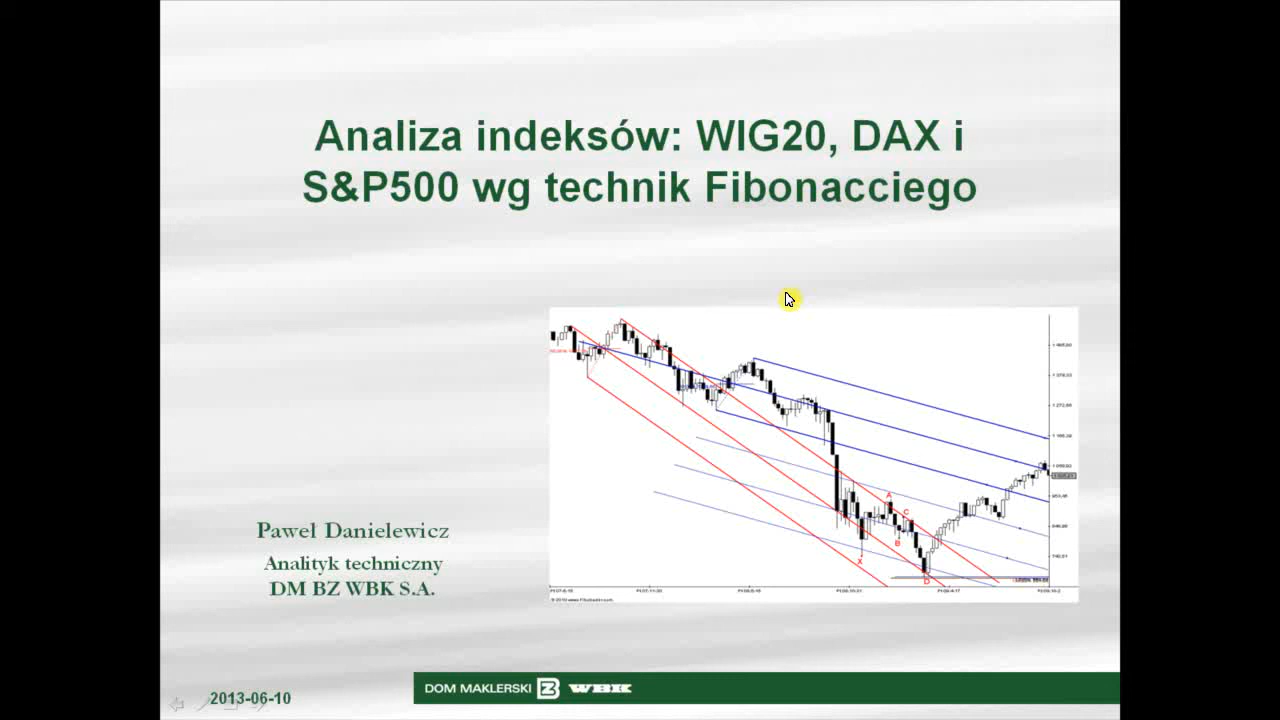 Analiza indeksów: WIG20, DAX i
S&P500 wg technik Fibonacciego
A
C
B
X
D
Paweł Danielewicz
Analityk techniczny
DM BZ WBK S.A.
2013-06-10
DOM MAKLERSKI Z WBK